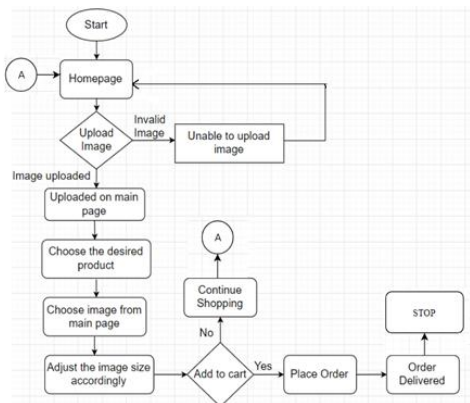 Start
A
Homepage
Upload
Image
Invalid
Image
Unable to upload
image
Image uploaded
Uploaded on main
page
Choose the desired
product
Choose image from
main page
Adjust the image size
accordingly
A
Continue
Shopping
No
Add to cart
Yes
Place Order
Order
Delivered
STOP